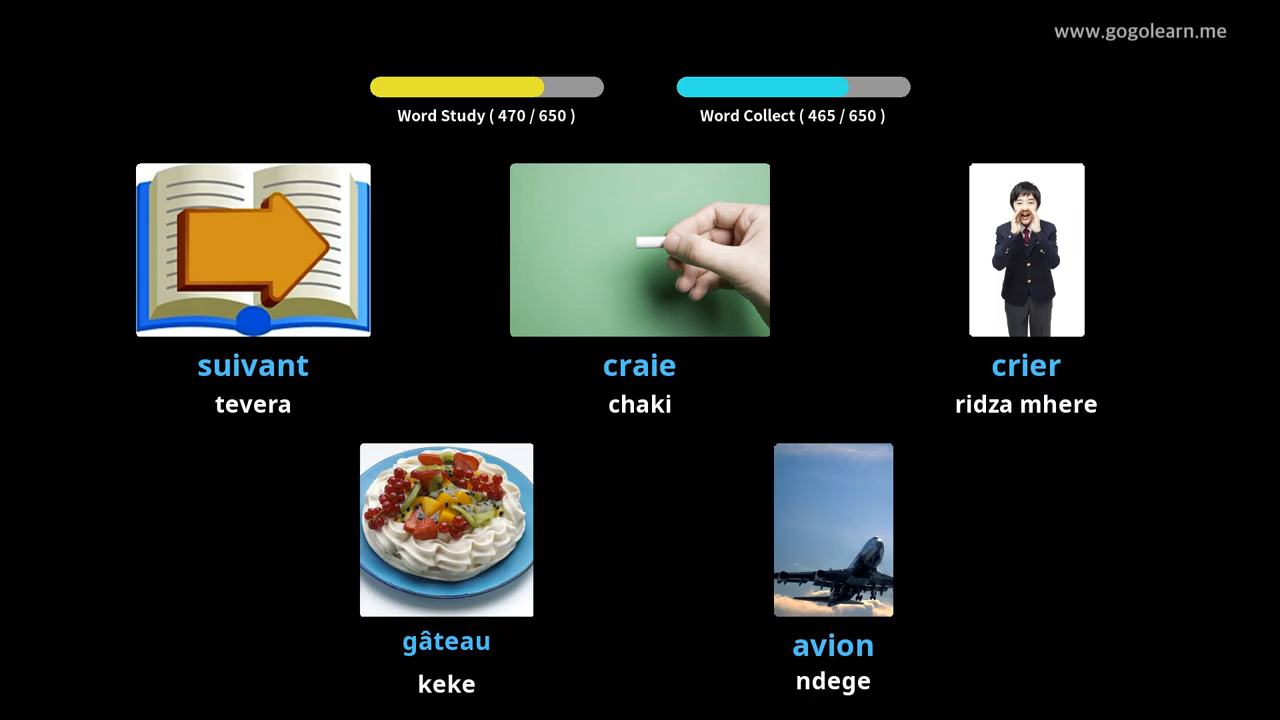 www.gogolearn.me
Word Study ( 470 / 650 )
Word Collect ( 465 / 650 )
suivant
tevera
craie
chaki
crier
ridza mhere
gâteau
keke
avion
ndege